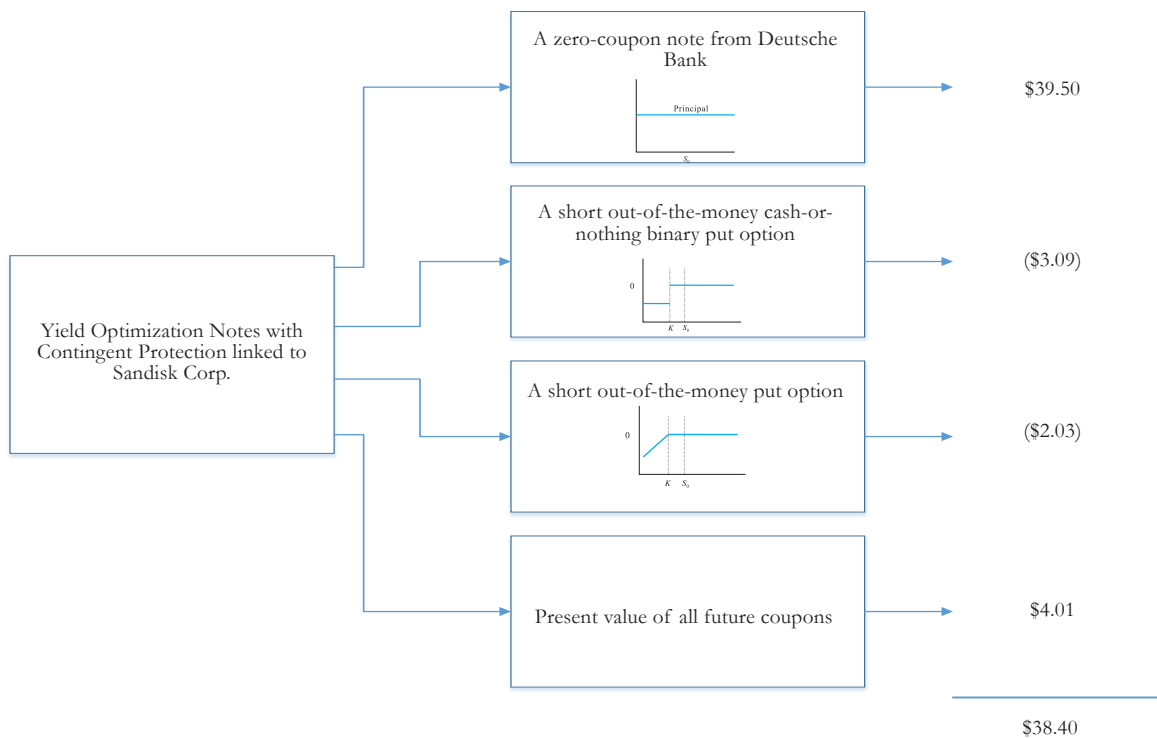 A zero-coupon note from Deutsche
Bank
Principal
S₀
$39.50
A short out-of-the-money cash-or-
nothing binary put option
0
K S₀
($3.09)
Yield Optimization Notes with
Contingent Protection linked to
Sandisk Corp.
A short out-of-the-money put option
0
K S₀
($2.03)
Present value of all future coupons
$4.01
$38.40